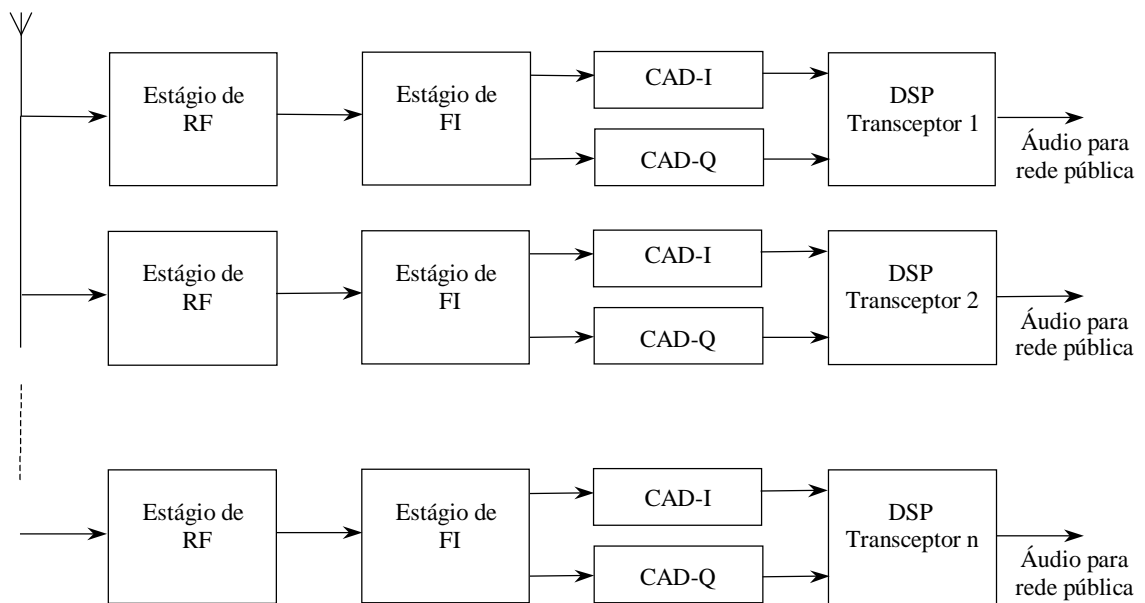 Estágio de
RF
Estágio de
FI
CAD-I
CAD-Q
DSP
Transceptor 1
Áudio para
rede pública
Estágio de
RF
Estágio de
FI
CAD-I
CAD-Q
DSP
Transceptor 2
Áudio para
rede pública
Estágio de
RF
Estágio de
FI
CAD-I
CAD-Q
DSP
Transceptor n
Áudio para
rede pública